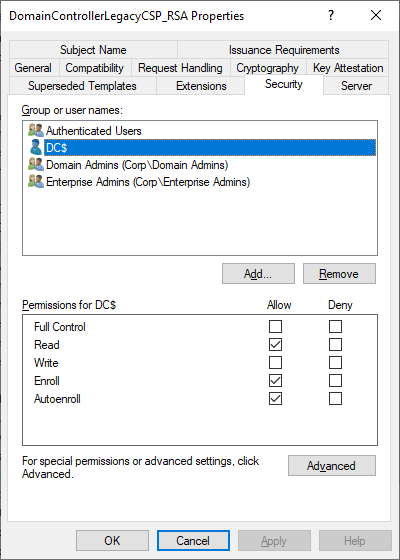 DomainControllerLegacyCSP_RSA Properties
? ×
Subject Name Issuance Requirements
General Compatibility Request Handling Cryptography Key Attestation
Superseded Templates Extensions Security Server
Group or user names:
Authenticated Users
DC$
Domain Admins (Corp\Domain Admins)
Enterprise Admins (Corp\Enterprise Admins)
Add... Remove
Permissions for DC$ Allow Deny
Full Control
Read
Write
Enroll
Autoenroll
For special permissions or advanced settings, click
Advanced. Advanced
OK Cancel Apply Help